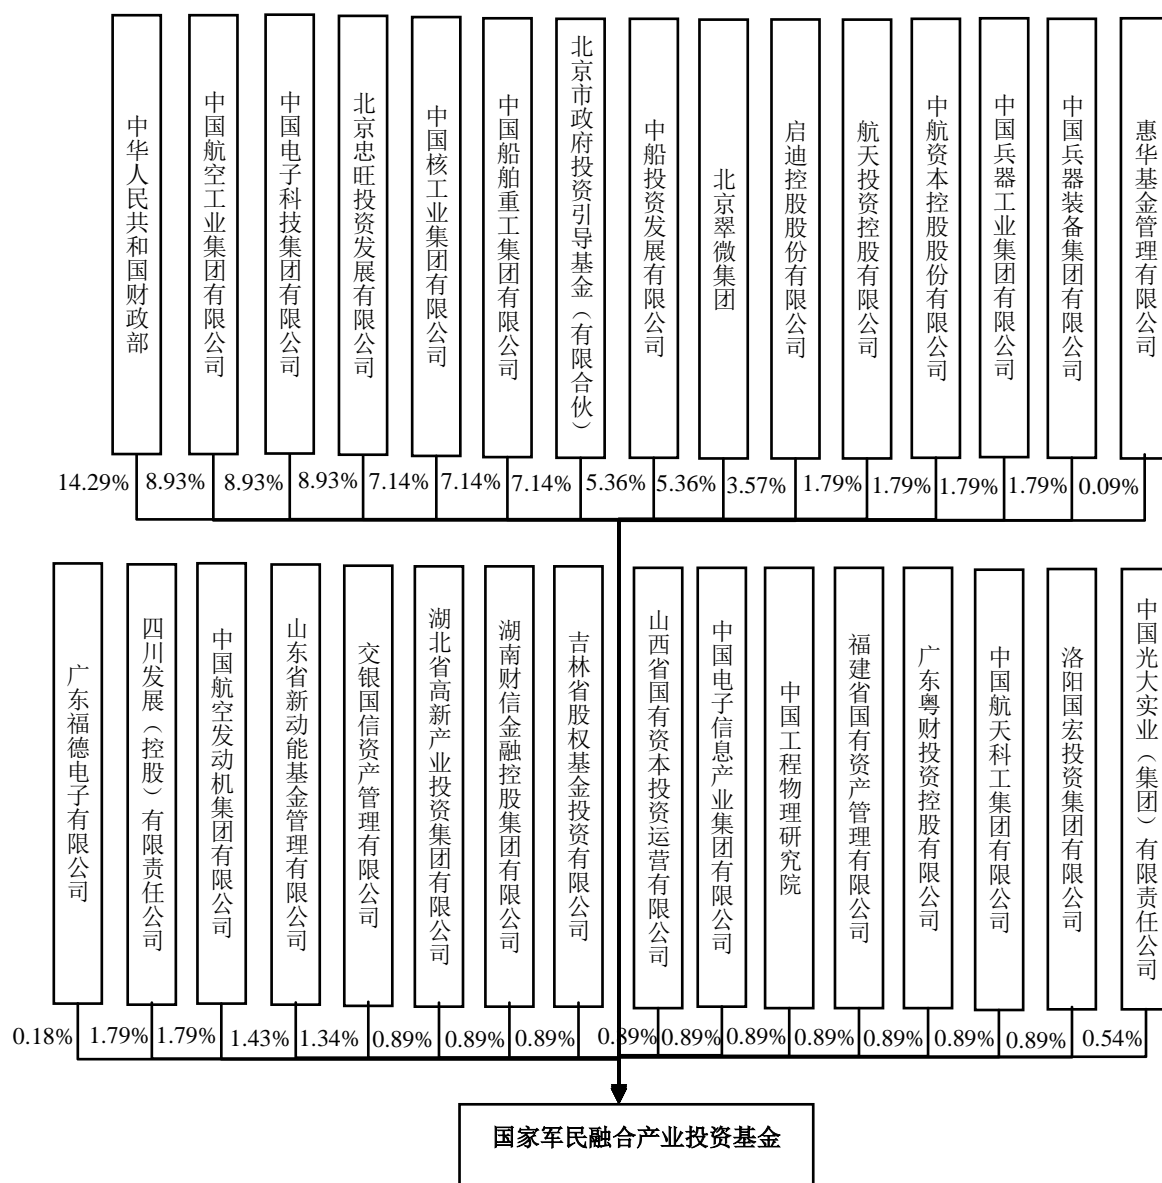 中华人民共和国财政部
中国航空工业集团有限公司
中国电子科技集团有限公司
北京忠旺投资发展有限公司
中国核工业集团有限公司
中国船舶重工集团有限公司
北京市政府投资引导基金（有限合伙）
中船投资发展有限公司
北京翠微集团
启迪控股股份有限公司
航天投资控股有限公司
中航资本控股股份有限公司
中国兵器工业集团有限公司
中国兵器装备集团有限公司
惠华基金管理有限公司
14.29%
8.93%
8.93%
8.93%
7.14%
7.14%
7.14%
5.36%
5.36%
3.57%
1.79%
1.79%
1.79%
1.79%
0.09%
广东福德电子有限公司
四川发展（控股）有限责任公司
中国航空发动机集团有限公司
山东省新动能基金管理有限公司
交银国信资产管理有限公司
湖北省高新产业投资集团有限公司
湖南财信金融控股集团有限公司
吉林省股权基金投资有限公司
山西省国有资本投资运营有限公司
中国电子信息产业集团有限公司
中国工程物理研究院
福建省国有资产管理有限公司
广东粤财投资控股有限公司
中国航天科工集团有限公司
洛阳国宏投资集团有限公司
中国光大实业（集团）有限责任公司
0.18%
1.79%
1.79%
1.43%
1.34%
0.89%
0.89%
0.89%
0.89%
0.89%
0.89%
0.89%
0.89%
0.89%
0.89%
0.54%
国家军民融合产业投资基金